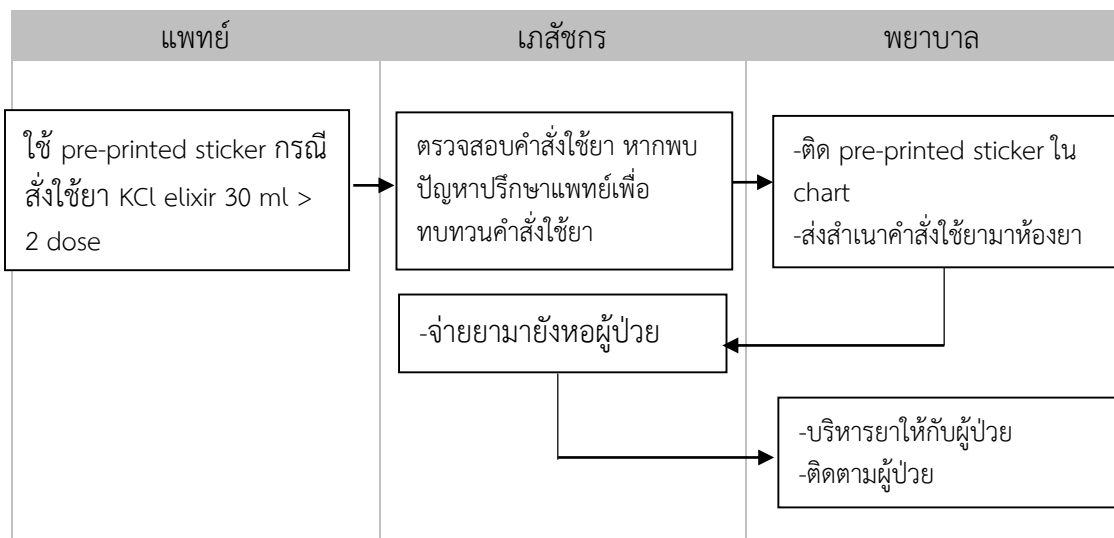 แพทย์
เภสัชกร
พยาบาล
ใช้ pre-printed sticker กรณี
สั่งใช้ยา KCl elixir 30 ml >
2 dose
ตรวจสอบคำสั่งใช้ยา หากพบ
ปัญหาปรึกษาแพทย์เพื่อ
ทบทวนคำสั่งใช้ยา
-ติด pre-printed sticker ใน
chart
-ส่งสำเนาคำสั่งใช้ยามาห้องยา
-จ่ายยามายังหอผู้ป่วย
-บริหารยาให้กับผู้ป่วย
-ติดตามผู้ป่วย